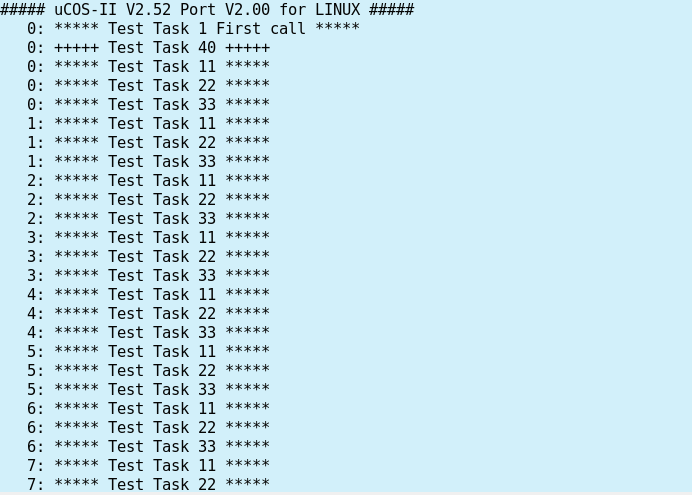 ##### uCOS-II V2.52 Port V2.00 for LINUX #####
   0: ***** Test Task 1 First call *****
   0: +++++ Test Task 40 +++++
   0: ***** Test Task 11 *****
   0: ***** Test Task 22 *****
   0: ***** Test Task 33 *****
   1: ***** Test Task 11 *****
   1: ***** Test Task 22 *****
   1: ***** Test Task 33 *****
   2: ***** Test Task 11 *****
   2: ***** Test Task 22 *****
   2: ***** Test Task 33 *****
   3: ***** Test Task 11 *****
   3: ***** Test Task 22 *****
   3: ***** Test Task 33 *****
   4: ***** Test Task 11 *****
   4: ***** Test Task 22 *****
   4: ***** Test Task 33 *****
   5: ***** Test Task 11 *****
   5: ***** Test Task 22 *****
   5: ***** Test Task 33 *****
   6: ***** Test Task 11 *****
   6: ***** Test Task 22 *****
   6: ***** Test Task 33 *****
   7: ***** Test Task 11 *****
   7: ***** Test Task 22 *****